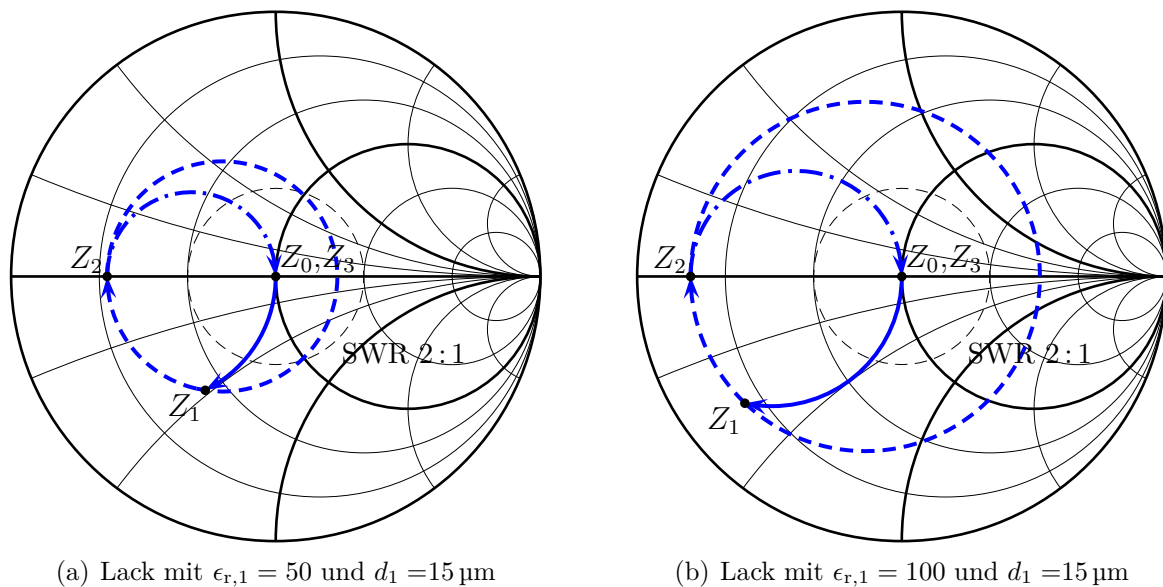 Z₂
Z₀,Z₃
SWR 2 : 1
Z₁
(a) Lack mit ϵr,1 = 50 und d₁ =15 µm
Z₂
Z₀,Z₃
SWR 2 : 1
Z₁
(b) Lack mit ϵr,1 = 100 und d₁ =15 µm